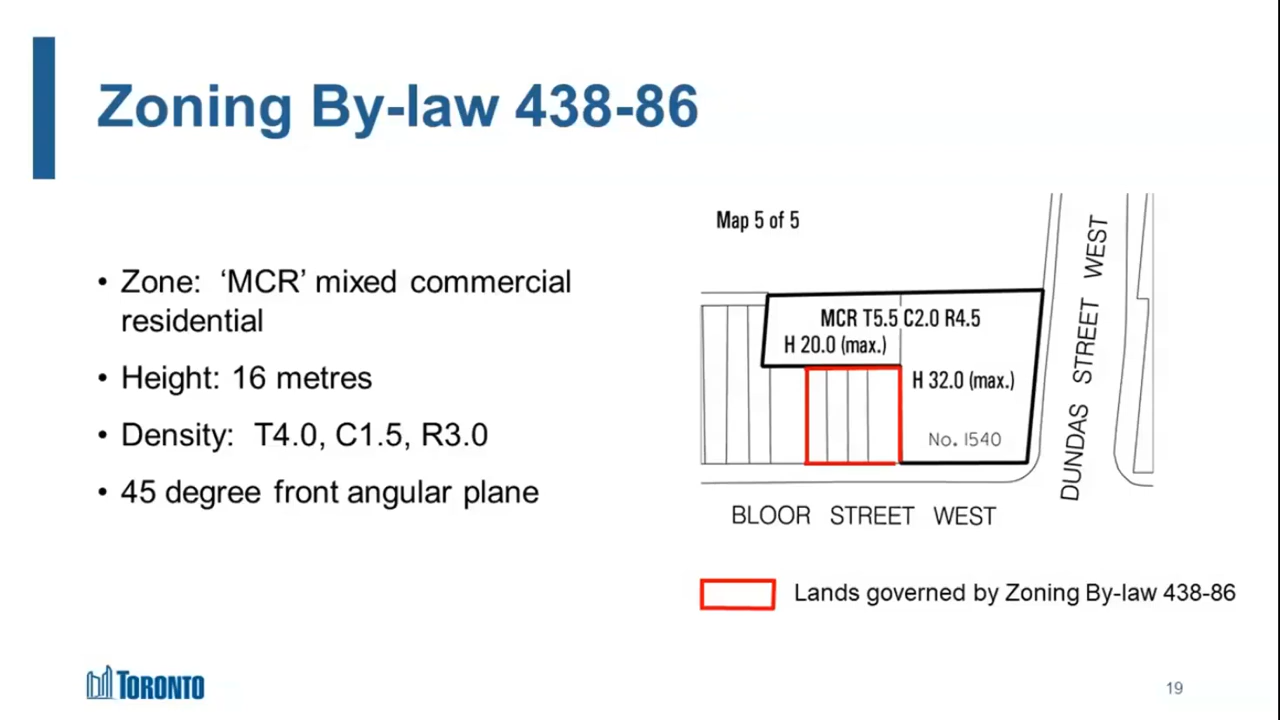 Zoning By-law 438-86
• Zone: ‘MCR’ mixed commercial
residential
• Height: 16 metres
• Density: T4.0, C1.5, R3.0
• 45 degree front angular plane
Map 5 of 5
MCR T5.5 C2.0 R4.5
H 20.0 (max.)
H 32.0 (max.)
No. 1540
DUNDAS STREET WEST
BLOOR STREET WEST
Lands governed by Zoning By-law 438-86
TORONTO
19